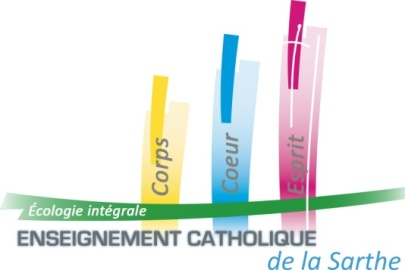 Corps
Coeur
Esprit
Écologie intégrale
ENSEIGNEMENT CATHOLIQUE
de la Sarthe